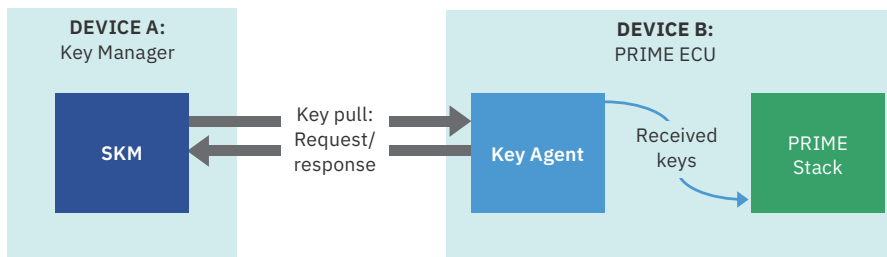 DEVICE A:
Key Manager
SKM
Key pull:
Request/
response
DEVICE B:
PRIME ECU
Key Agent
Received
keys
PRIME
Stack